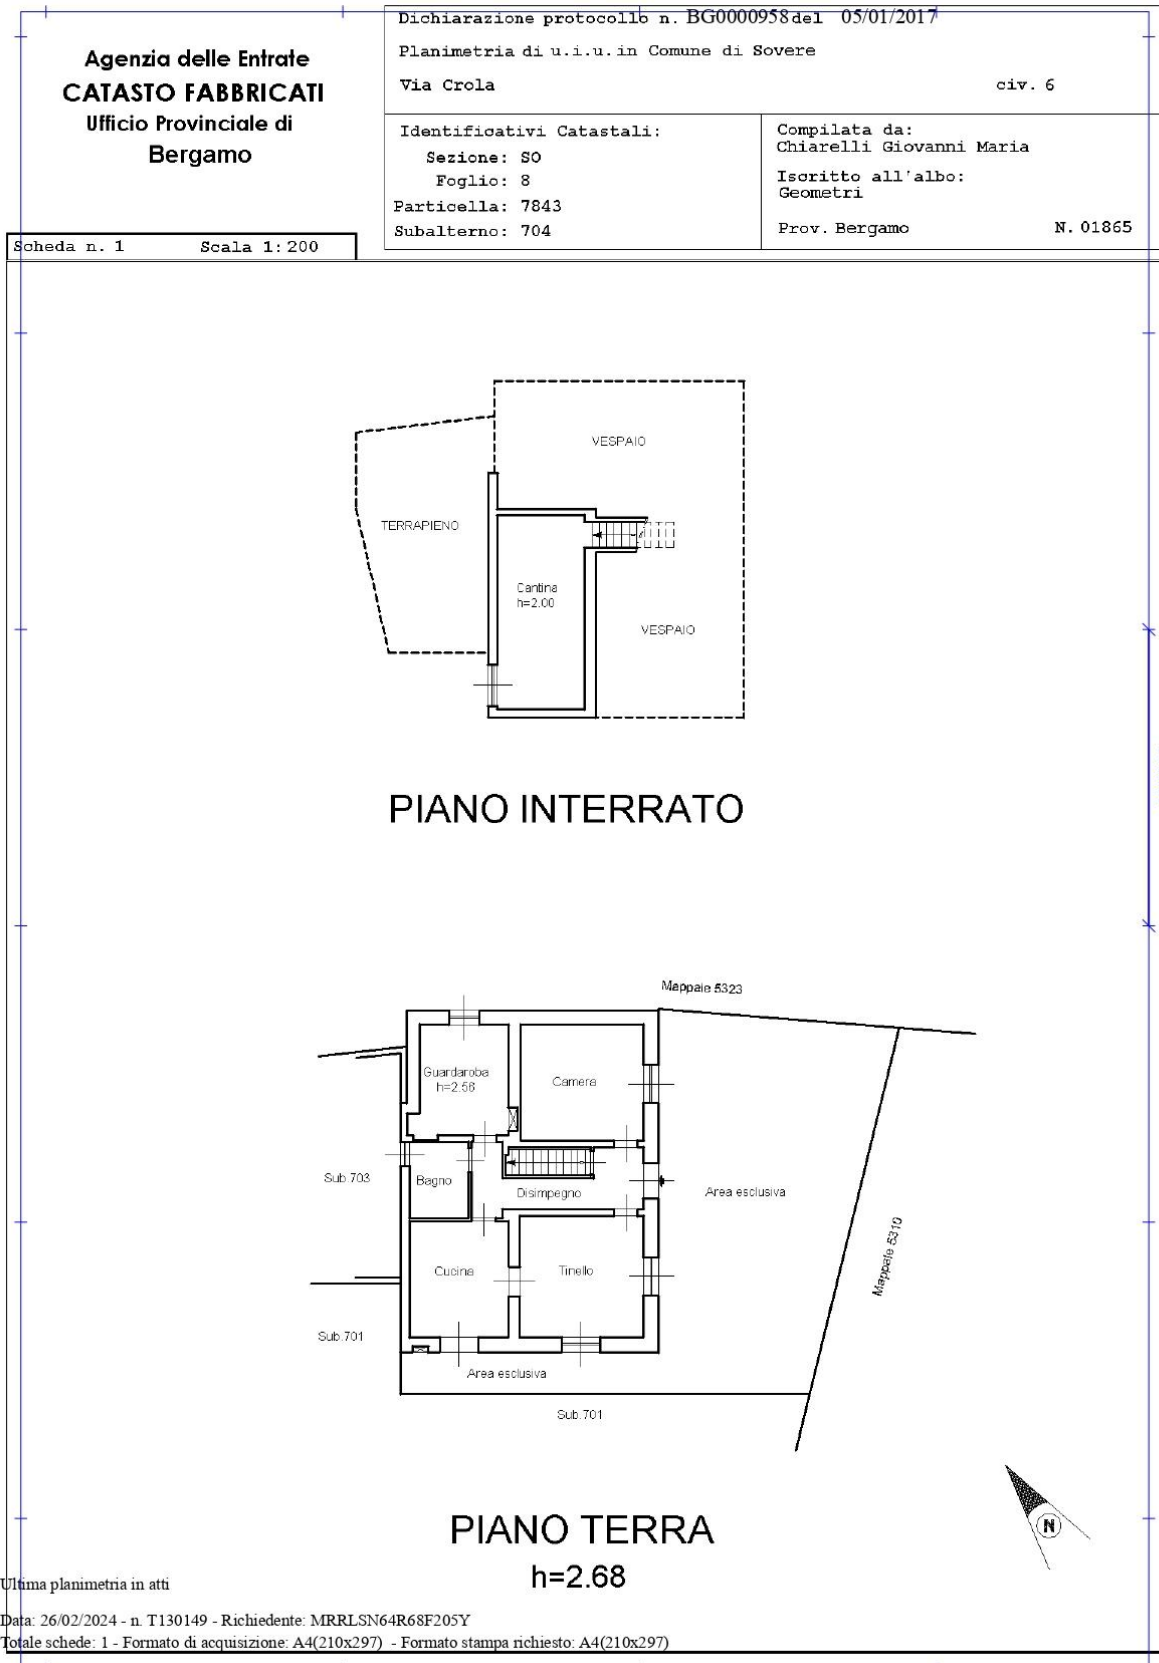 Agenzia delle Entrate
CATASTO FABBRICATI
Ufficio Provinciale di
Bergamo
Dichiarazione protocollo n. BG0000958 del 05/01/2017
Planimetria di u.i.u. in Comune di Sovere
Via Crola civ. 6
Identificativi Catastali:
Sezione: SO
Foglio: 8
Particella: 7843
Subalterno: 704
Compilata da:
Chiarelli Giovanni Maria
Iscritto all'albo:
Geometri
Prov. Bergamo N. 01865
Scheda n. 1 Scala 1:200
VESPAIO
TERRAPIENO
Cantina
h=2.00
VESPAIO
PIANO INTERRATO
Mappale 5323
Guardaroba
h=2.56
Camera
Sub.703
Bagno
Disimpegno
Area esclusiva
Mappale 5310
Cucina
Tinello
Sub.701
Area esclusiva
Sub.701
N
PIANO TERRA
h=2.68
Ultima planimetria in atti
Data: 26/02/2024 - n. T130149 - Richiedente: MRRLSN64R68F205Y
Totale schede: 1 - Formato di acquisizione: A4(210x297) - Formato stampa richiesto: A4(210x297)